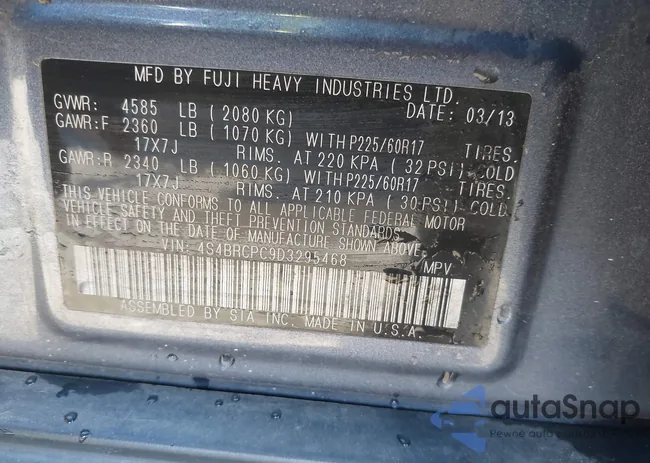 MFD BY FUJI HEAVY INDUSTRIES LTD.
GVWR: 4585 LB ( 2080 KG) DATE: 03/13
GAWR:F 2360 LB ( 1070 KG) WITH P225/60R17 TIRES.
17X7J RIMS. AT 220 KPA ( 32 PSI) COLD
GAWR:R 2340 LB ( 1060 KG) WITH P225/60R17 TIRES.
17X7J RIMS. AT 210 KPA ( 30 PSI) COLD.
THIS VEHICLE CONFORMS TO ALL APPLICABLE FEDERAL MOTOR
VEHICLE SAFETY AND THEFT PREVENTION STANDARDS
IN EFFECT ON THE DATE OF MANUFACTURE SHOWN ABOVE.
VIN: 4S4BRCPC9D3295468 MPV
ASSEMBLED BY SIA INC. MADE IN U.S.A.
autaSnap
Pewne auto